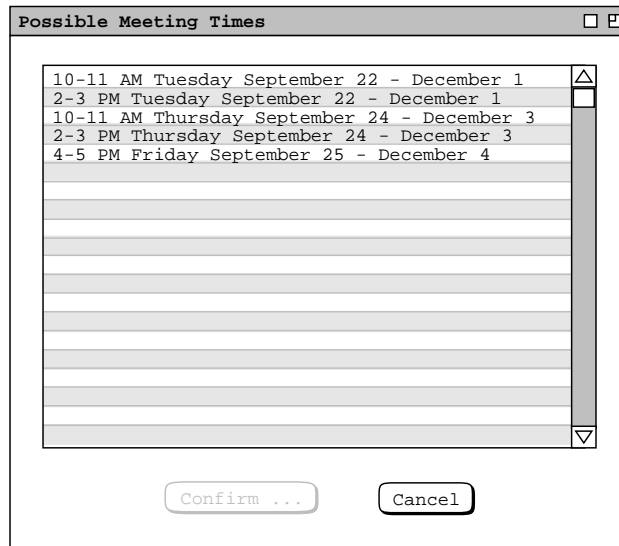 Possible Meeting Times
10-11 AM Tuesday September 22 - December 1
2-3 PM Tuesday September 22 - December 1
10-11 AM Thursday September 24 - December 3
2-3 PM Thursday September 24 - December 3
4-5 PM Friday September 25 - December 4
Confirm ...
Cancel